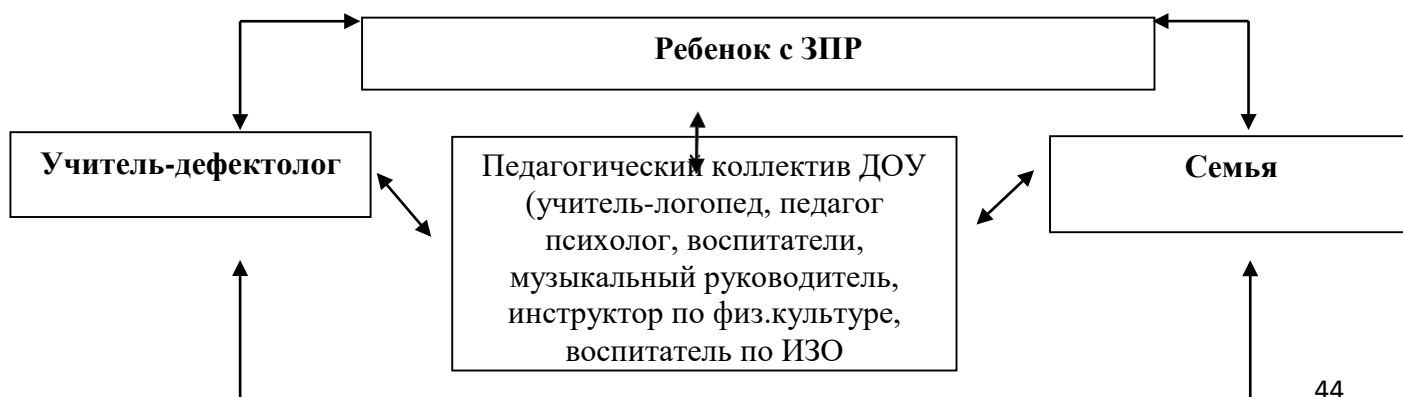 Ребенок с ЗПР
Учитель-дефектолог
Педагогический коллектив ДОУ
(учитель-логопед, педагог
психолог, воспитатели,
музыкальный руководитель,
инструктор по физ.культуре,
воспитатель по ИЗО
Семья
44